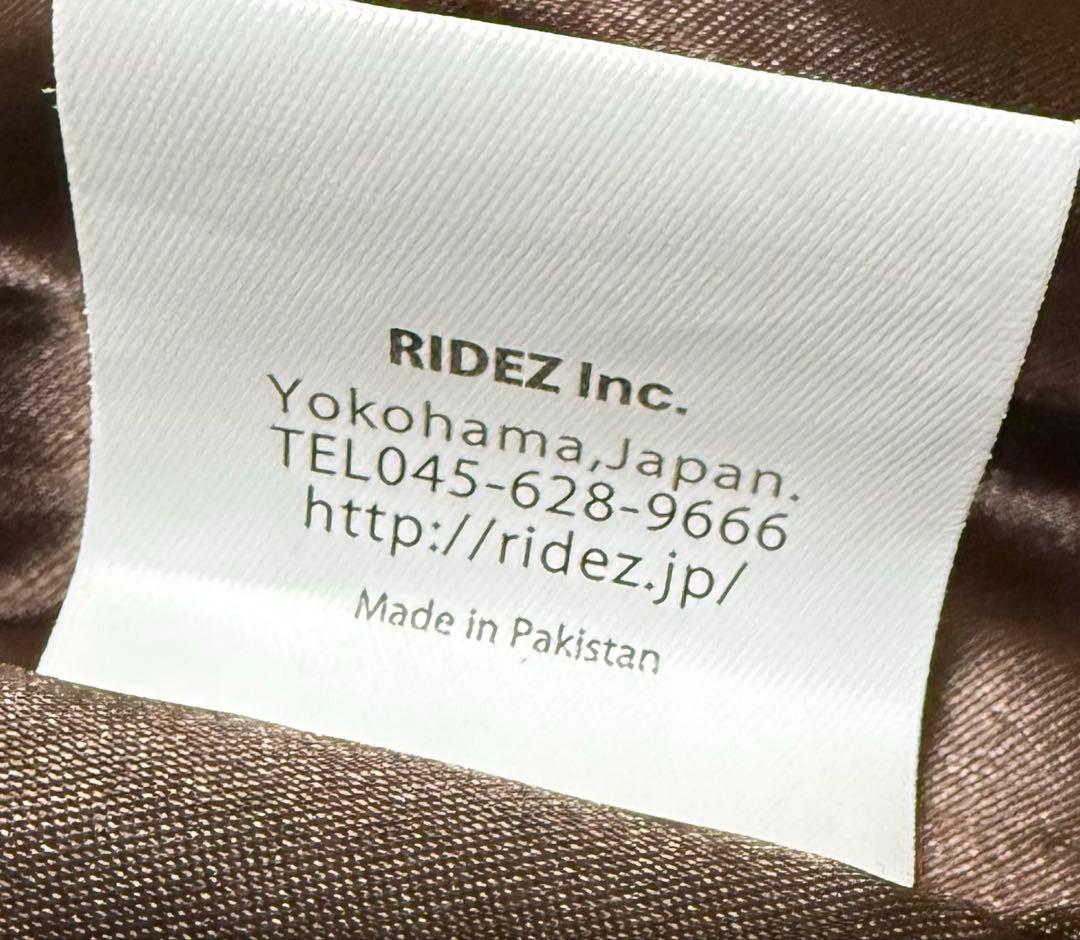 RIDEZ Inc.
Yokohama,Japan.
TEL045-628-9666
http://ridez.jp/
Made in Pakistan